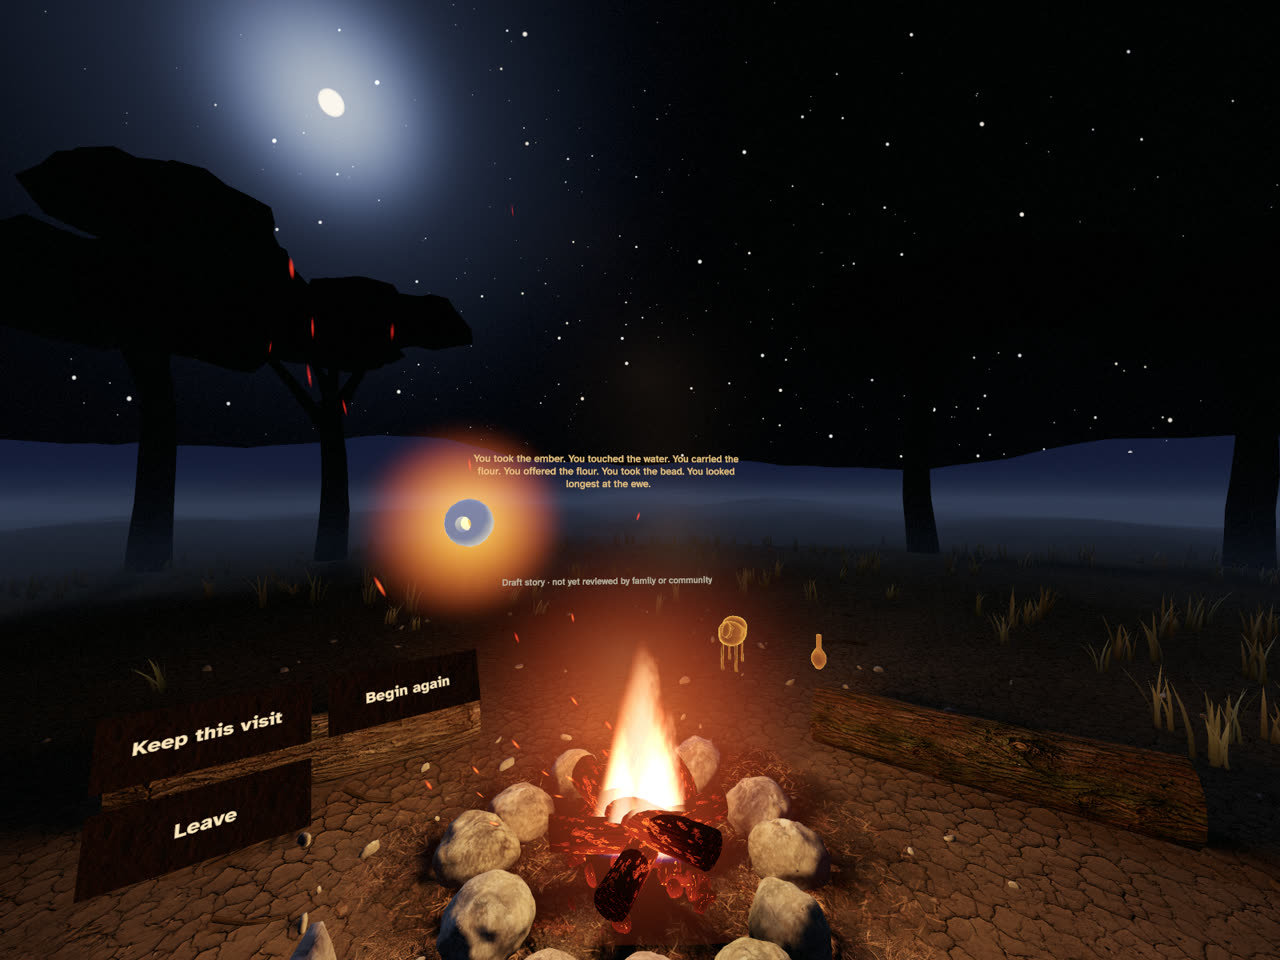 You took the ember. You touched the water. You carried the
flour. You offered the flour. You took the bead. You looked
longest at the ewe.
Draft story · not yet reviewed by family or community
Begin again
Keep this visit
Leave